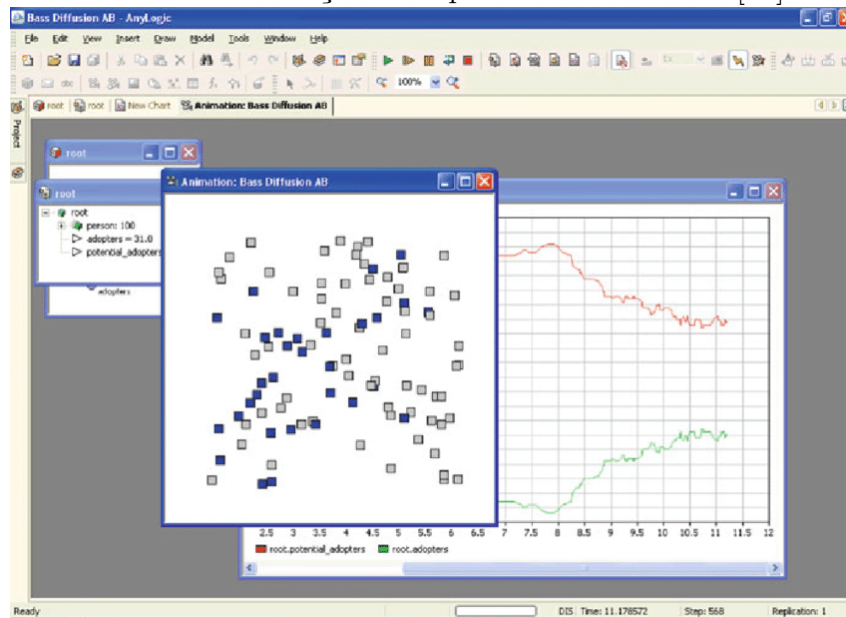 Bass Diffusion AB - AnyLogic
File Edit View Insert Draw Model Tools Window Help
100%
root root New Chart Animation: Bass Diffusion AB
Project
root
root
root
person: 100
adopters = 31.0
potential_adopters
adopters
Animation: Bass Diffusion AB
2.5 3 3.5 4 4.5 5 5.5 6 6.5 7 7.5 8 8.5 9 9.5 10 10.5 11 11.5 12
root.potential_adopters root.adopters
Ready DIS Time: 11.178572 Step: 568 Replication: 1